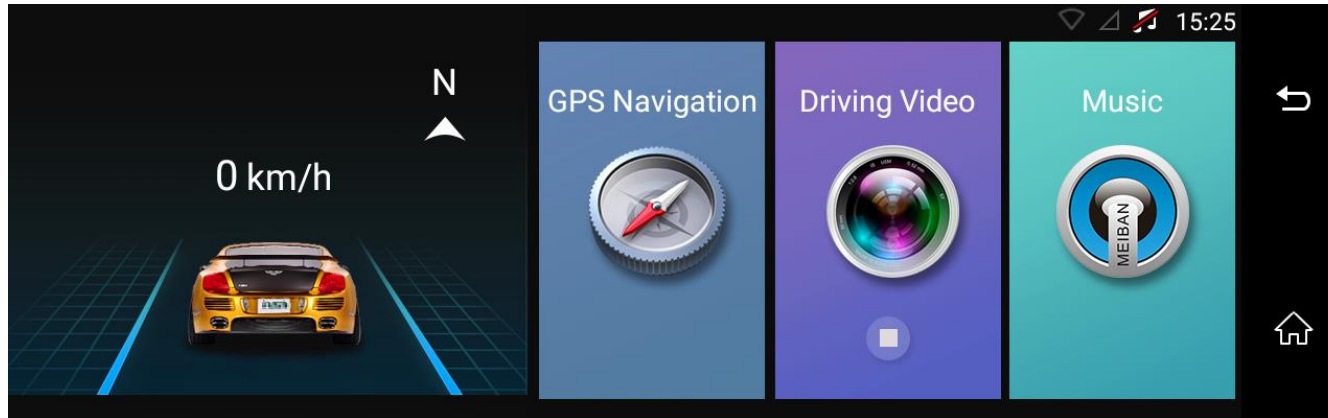 15:25
N
0 km/h
GPS Navigation
Driving Video
Music
MEIBAN